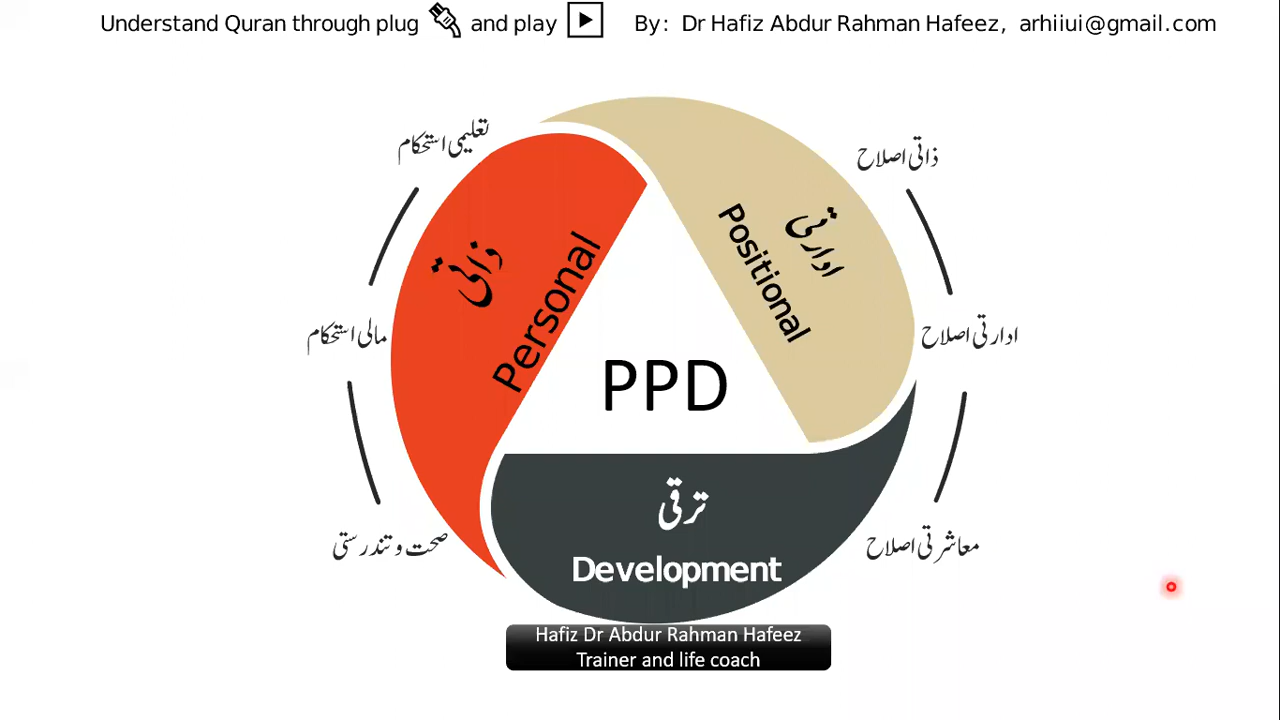 Understand Quran through plug and play By: Dr Hafiz Abdur Rahman Hafeez, arhiiui@gmail.com
تعلیمی استحکام
ذاتی اصلاح
ذاتی
Personal
ادارتی
Positional
مالی استحکام
ادارتی اصلاح
PPD
ترقی
Development
صحت و تندرستی
معاشرتی اصلاح
Hafiz Dr Abdur Rahman Hafeez
Trainer and life coach